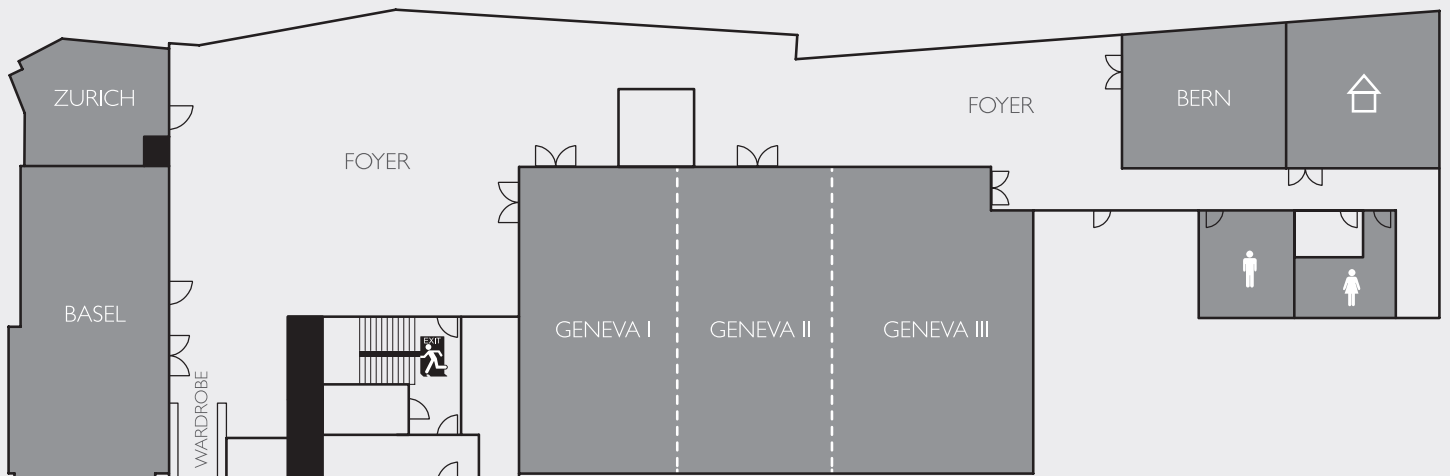 ZURICH
FOYER
BERN
FOYER
BASEL
GENEVA I
GENEVA II
GENEVA III
EXIT
WARDROBE